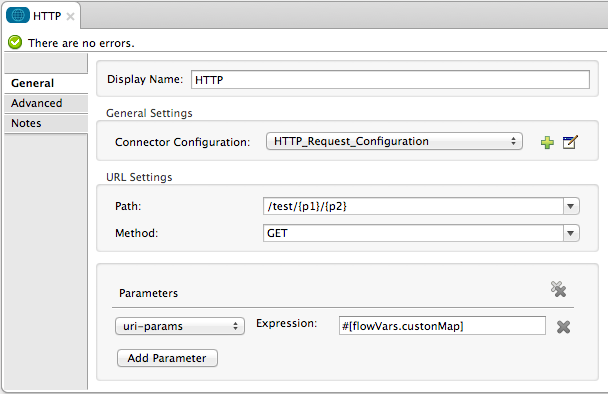 HTTP
There are no errors.
General
Advanced
Notes
Display Name: HTTP
General Settings
Connector Configuration: HTTP_Request_Configuration
URL Settings
Path: /test/{p1}/{p2}
Method: GET
Parameters
uri-params Expression: #[flowVars.custonMap]
Add Parameter